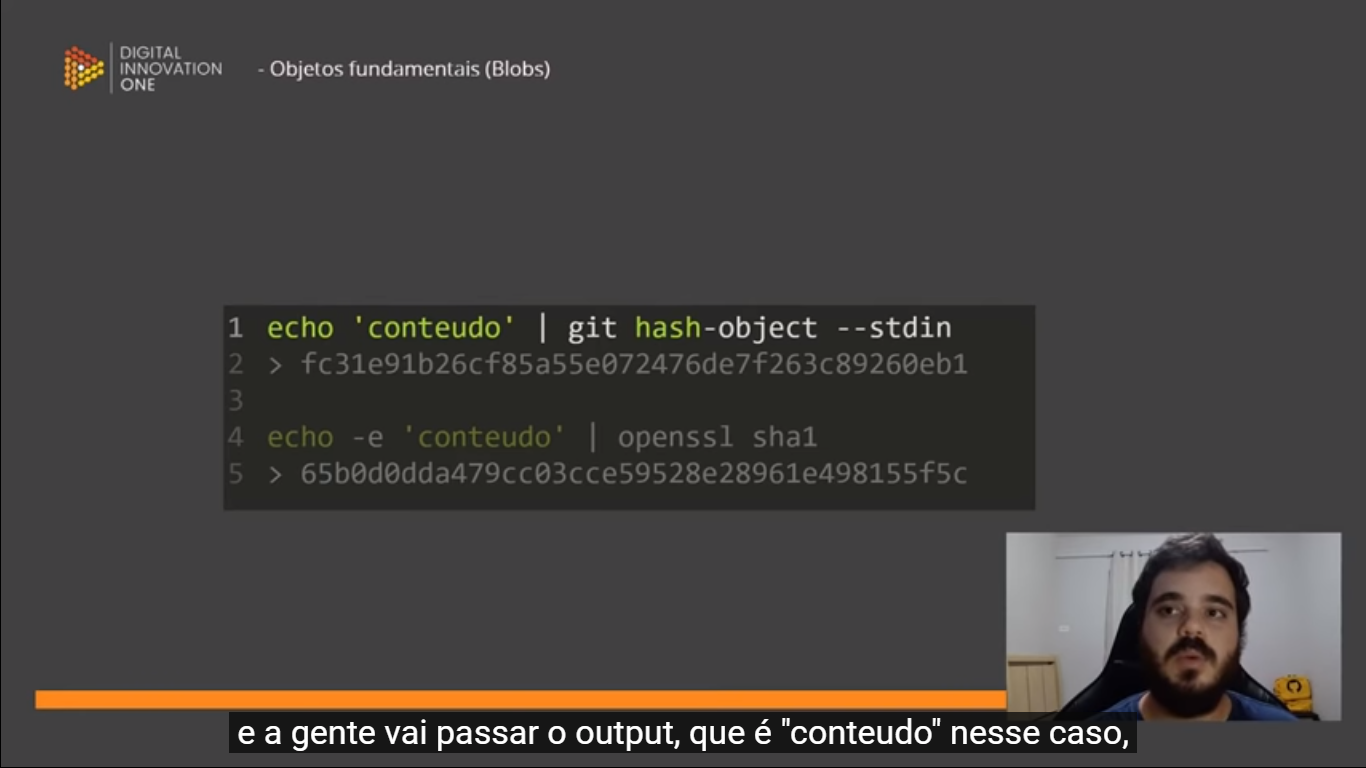 DIGITAL
INNOVATION
ONE
- Objetos fundamentais (Blobs)
1 echo 'conteudo' | git hash-object --stdin
2 > fc31e91b26cf85a55e072476de7f263c89260eb1
3
4 echo -e 'conteudo' | openssl sha1
5 > 65b0d0dda479cc03cce59528e28961e498155f5c
e a gente vai passar o output, que é "conteudo" nesse caso,